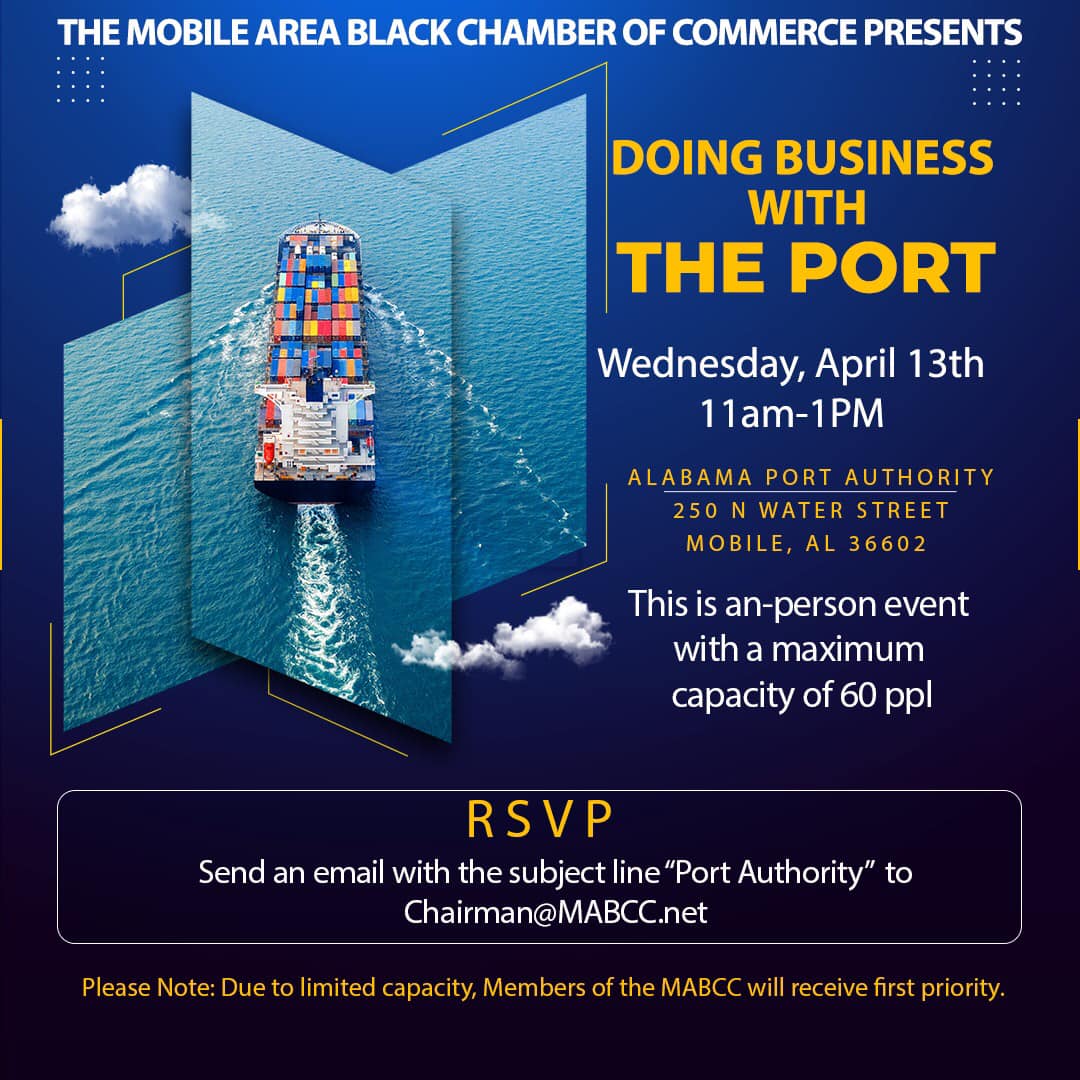 THE MOBILE AREA BLACK CHAMBER OF COMMERCE PRESENTS
DOING BUSINESS
WITH
THE PORT
Wednesday, April 13th
11am-1PM
ALABAMA PORT AUTHORITY
250 N WATER STREET
MOBILE, AL 36602
This is an-person event
with a maximum
capacity of 60 ppl
RSVP
Send an email with the subject line “Port Authority” to
Chairman@MABCC.net
Please Note: Due to limited capacity, Members of the MABCC will receive first priority.